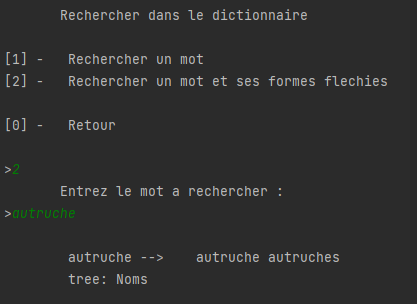 Rechercher dans le dictionnaire
[1] - Rechercher un mot
[2] - Rechercher un mot et ses formes flechies
[0] - Retour
>2
Entrez le mot a rechercher :
>autruche
autruche --> autruche autruches
tree: Noms